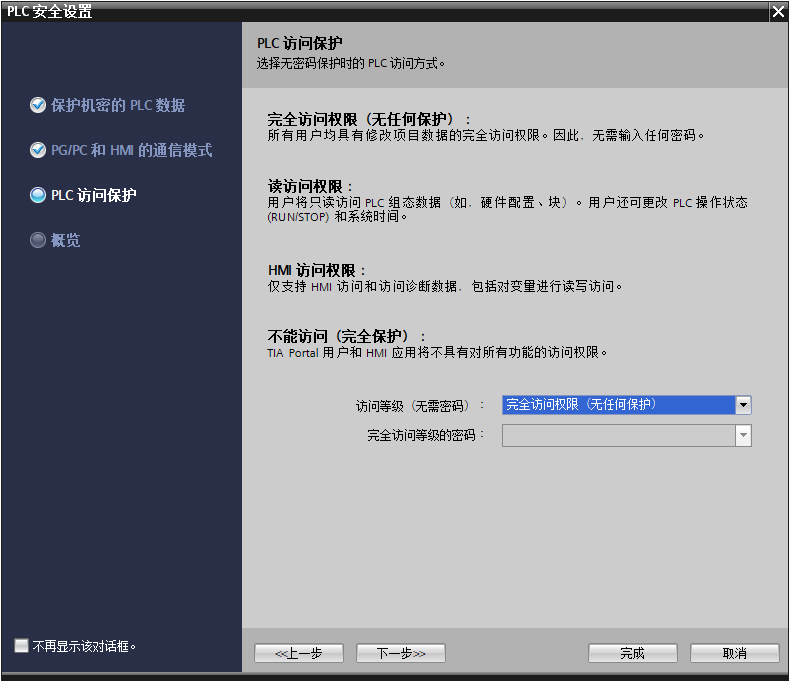 PLC 安全设置
保护机密的 PLC 数据
PG/PC 和 HMI 的通信模式
PLC 访问保护
概览
不再显示该对话框。
PLC 访问保护
选择无密码保护时的 PLC 访问方式。
完全访问权限（无任何保护）：
所有用户均具有修改项目数据的完全访问权限。因此，无需输入任何密码。
读访问权限：
用户将只读访问 PLC 组态数据（如，硬件配置、块）。用户还可更改 PLC 操作状态
(RUN/STOP) 和系统时间。
HMI 访问权限：
仅支持 HMI 访问和访问诊断数据，包括对变量进行读写访问。
不能访问（完全保护）：
TIA Portal 用户和 HMI 应用将不具有对所有功能的访问权限。
访问等级（无需密码）： 完全访问权限（无任何保护）
完全访问等级的密码：
<<上一步 下一步>> 完成 取消